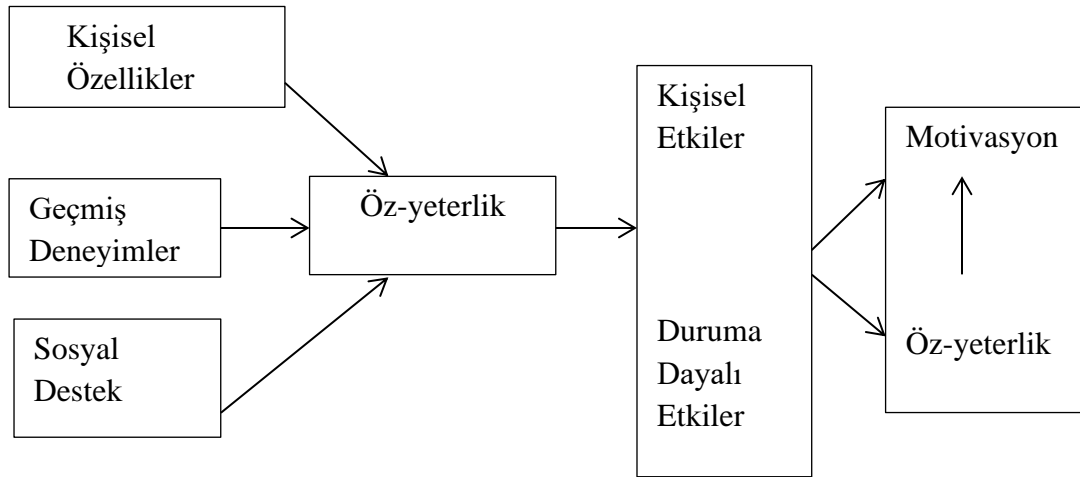 Kişisel
Özellikler
Geçmiş
Deneyimler
Sosyal
Destek
Öz-yeterlik
Kişisel
Etkiler
Duruma
Dayalı
Etkiler
Motivasyon
Öz-yeterlik